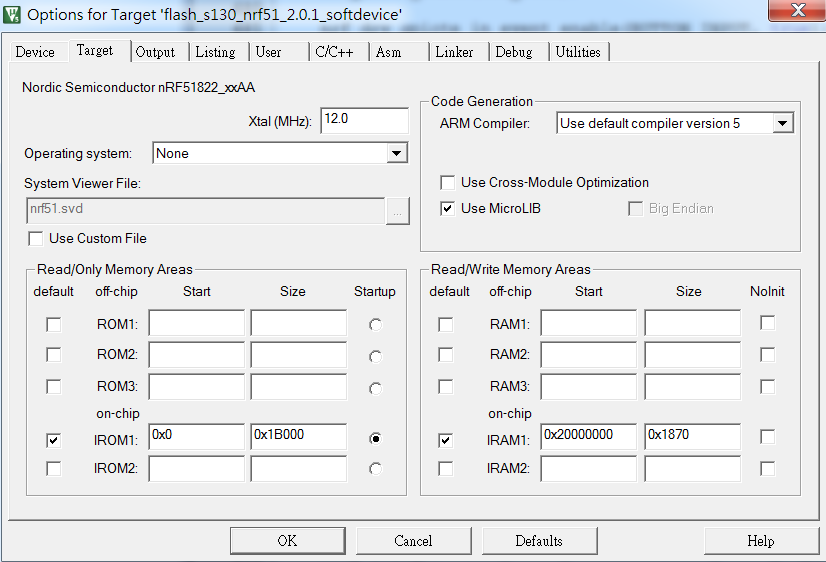 Options for Target 'flash_s130_nrf51_2.0.1_softdevice'
Device Target Output Listing User C/C++ Asm Linker Debug Utilities
Nordic Semiconductor nRF51822_xxAA
Xtal (MHz): 12.0
Operating system: None
System Viewer File:
nrf51.svd ...
Use Custom File
Code Generation
ARM Compiler: Use default compiler version 5
Use Cross-Module Optimization
Use MicroLIB Big Endian
Read/Only Memory Areas
default off-chip Start Size Startup
ROM1:
ROM2:
ROM3:
on-chip
IROM1: 0x0 0x1B000
IROM2:
Read/Write Memory Areas
default off-chip Start Size NoInit
RAM1:
RAM2:
RAM3:
on-chip
IRAM1: 0x20000000 0x1870
IRAM2:
OK Cancel Defaults Help